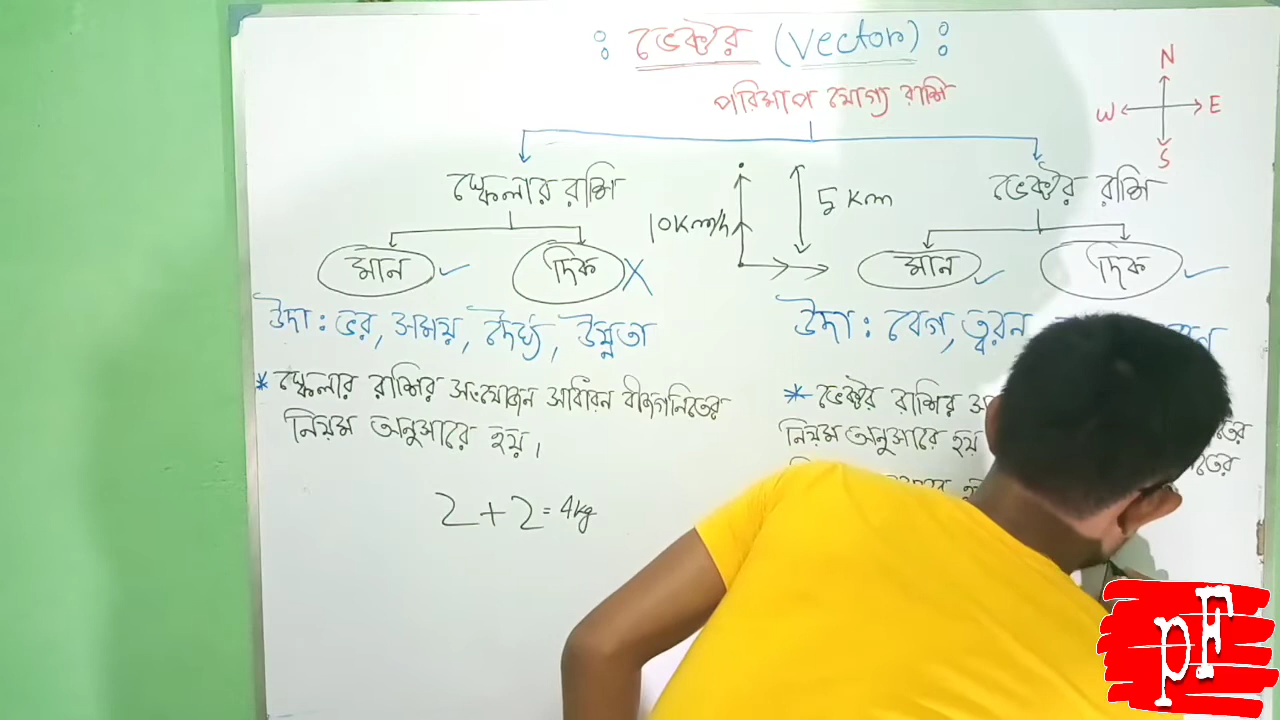 : ভেক্টর (Vector) :
পরিমাপ যোগ্য রাশি
N
W E
S
স্কেলার রাশি
ভেক্টর রাশি
10Km/h
5 Km
মান দিক
মান দিক
উদা : ভর, সময়, দৈর্ঘ্য, উষ্ণতা
উদা : বেগ, ত্বরন
* স্কেলার রাশির সংযোজন সাধারন বীজগনিতের
নিয়ম অনুসারে হয়।
* ভেক্টর রাশির
নিয়ম অনুসারে হয়
2 + 2 = 4kg
PF